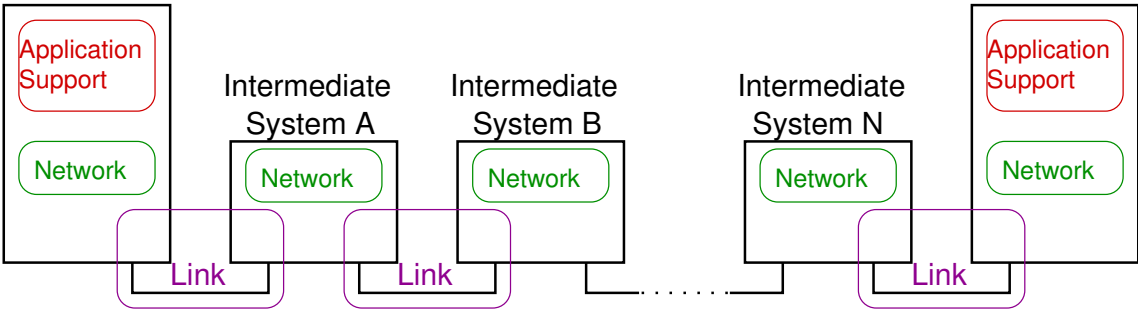 Application
Support
Network
Intermediate
System A
Network
Intermediate
System B
Network
Intermediate
System N
Network
Application
Support
Network
Link
Link
Link